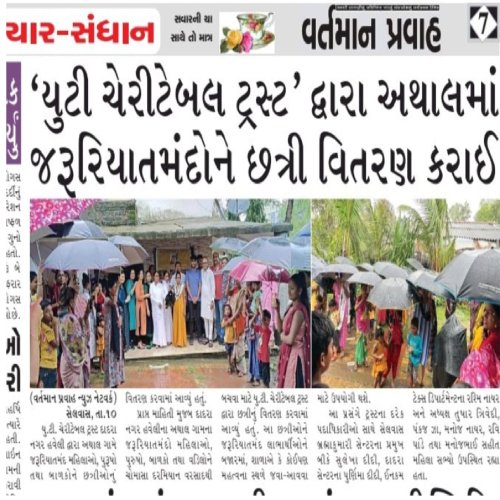 ચાર-સંધાન
સવારની ચા
સાથે તો માત્ર
વર્તમાન પ્રવાહ
7
‘યુટી ચેરીટેબલ ટ્રસ્ટ’ દ્વારા અથાલમાં
જરૂરિયાતમંદોને છત્રી વિતરણ કરાઈ
(વર્તમાન પ્રવાહ ન્યુઝ નેટવર્ક)
સેલવાસ, તા.૧૦
યુ.ટી. ચેરીટેબલ ટ્રસ્ટ દાદરા
નગર હવેલી દ્વારા અથાલ ગામે
જરૂરિયાતમંદ મહિલાઓ, પુરૂષો
તથા બાળકોને છત્રીઓનું
વિતરણ કરવામાં આવ્યું હતું.
પ્રાપ્ત માહિતી મુજબ દાદરા
નગર હવેલીના અથાલ ગામના
જરૂરીયાતમંદ મહિલાઓ,
પુરુષો, બાળકો તથા વડિલોને
ચોમાસા દરમિયાન વરસાદથી
બચવા માટે યુ.ટી. ચેરીટેબલ ટ્રસ્ટ
દ્વારા છત્રીનું વિતરણ કરવામાં
આવ્યું હતું. આ છત્રીઓને
જરૂરિયાતમંદ લાભાર્થીઓને
બજારમાં, શાળાએ કે કોઈપણ
મહત્વના સ્થળે જવા-આવવા
માટે ઉપયોગી થશે.
આ પ્રસંગે ટ્રસ્ટના દરેક
પદાધિકારીઓ સાથે સેલવાસ
બ્રહ્માકુમારી સેન્ટરના પ્રમુખ
બીકે સુલેખા દીદી, દાદરા
સેન્ટરના પૂર્ણિમા દીદી, ઈનકમ
ટેક્સ ડિપાર્ટમેન્ટના રશ્મિ નાયર
અને અધ્યક્ષ તુષાર ત્રિવેદી,
પંકજ ઝા, મનોજ નાયર, રવિ
પાડે તથા મનોજભાઈ સહીત
મહિલા સભ્યો ઉપસ્થિત રહ્યા
હતા.